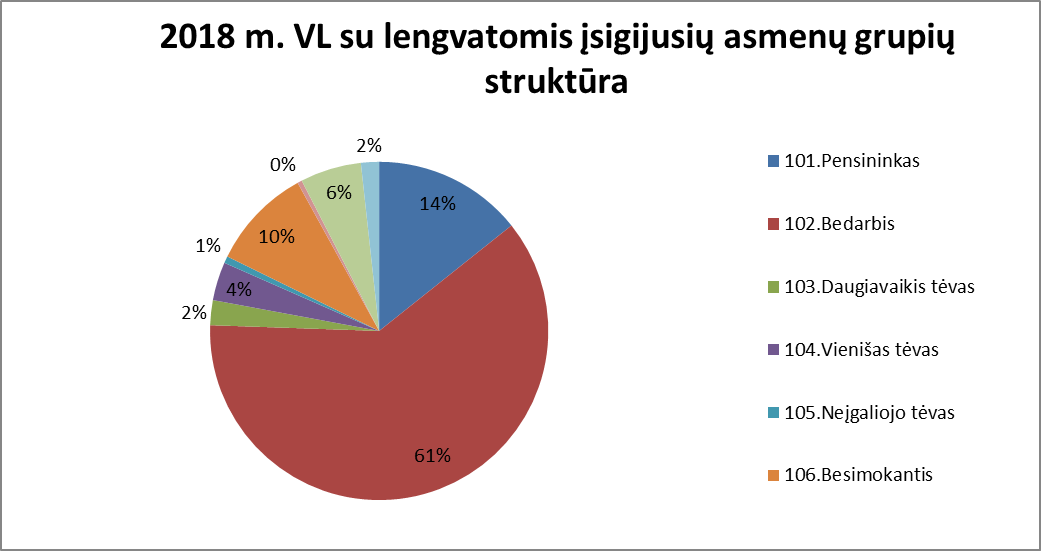 2018 m. VL su lengvatomis įsigijusių asmenų grupių
struktūra
2%
0%
6%
14%
10%
1%
4%
2%
61%
101.Pensininkas
102.Bedarbis
103.Daugiavaikis tėvas
104.Vienišas tėvas
105.Neįgaliojo tėvas
106.Besimokantis